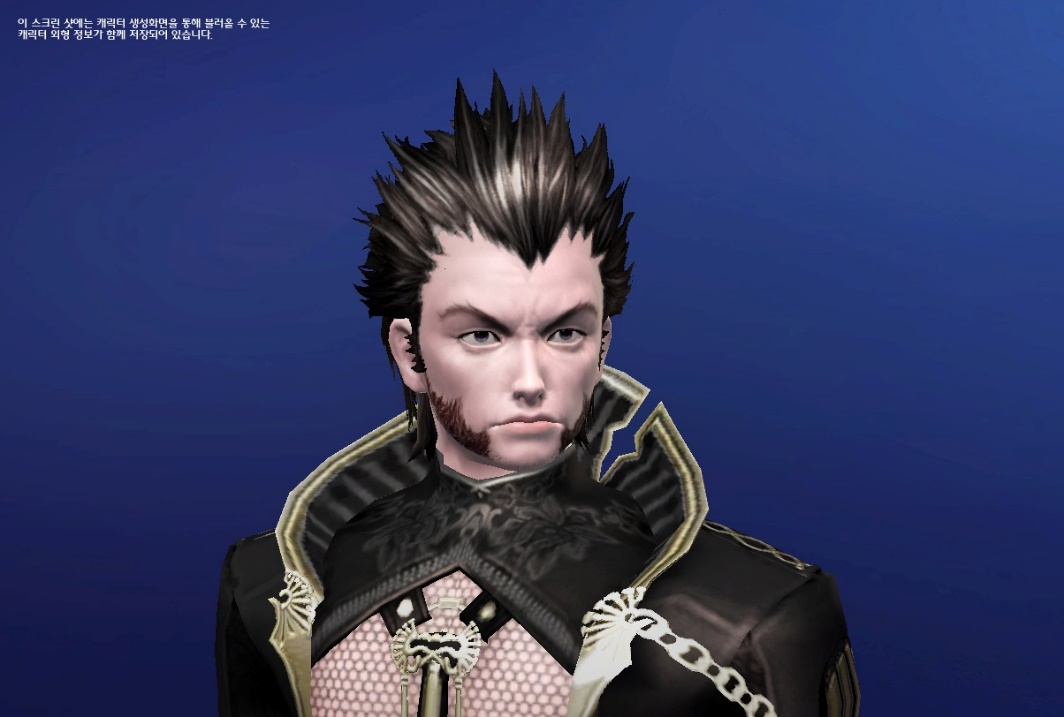 이 스크린 샷에는 캐릭터 생성화면을 통해 불러올 수 있는
캐릭터 외형 정보가 함께 저장되어 있습니다.